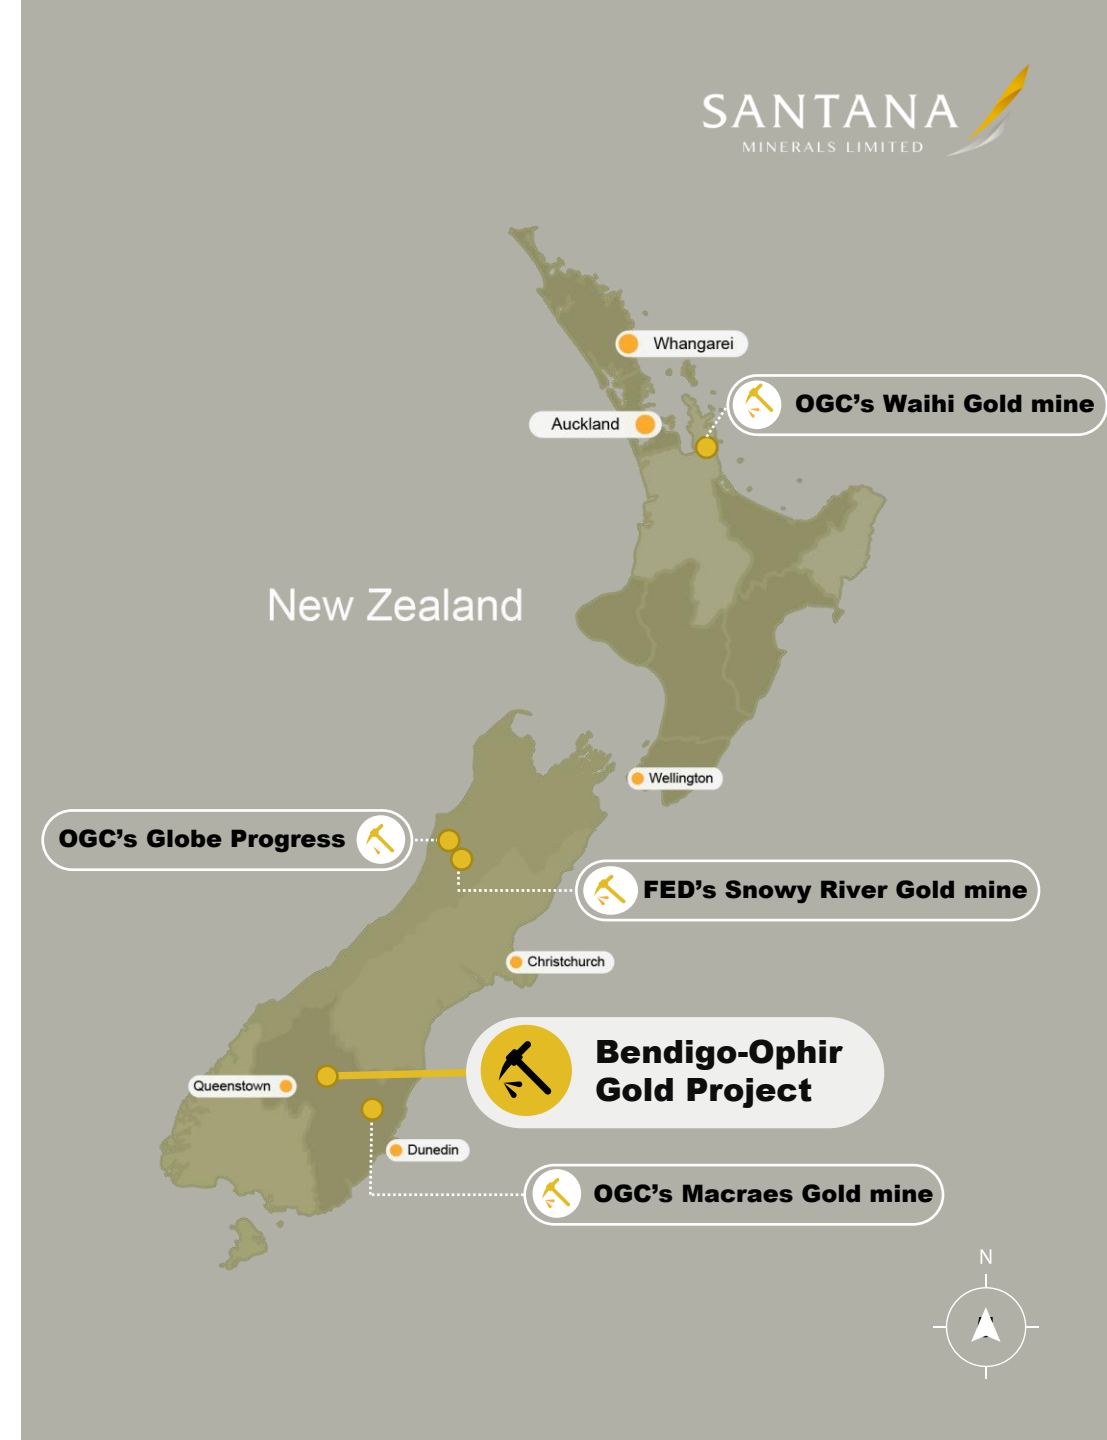 SANTANA
MINERALS LIMITED
Whangarei
OGC's Waihi Gold mine
Auckland
New Zealand
Wellington
OGC's Globe Progress
FED's Snowy River Gold mine
Christchurch
Bendigo-Ophir
Gold Project
Queenstown
Dunedin
OGC's Macraes Gold mine
N